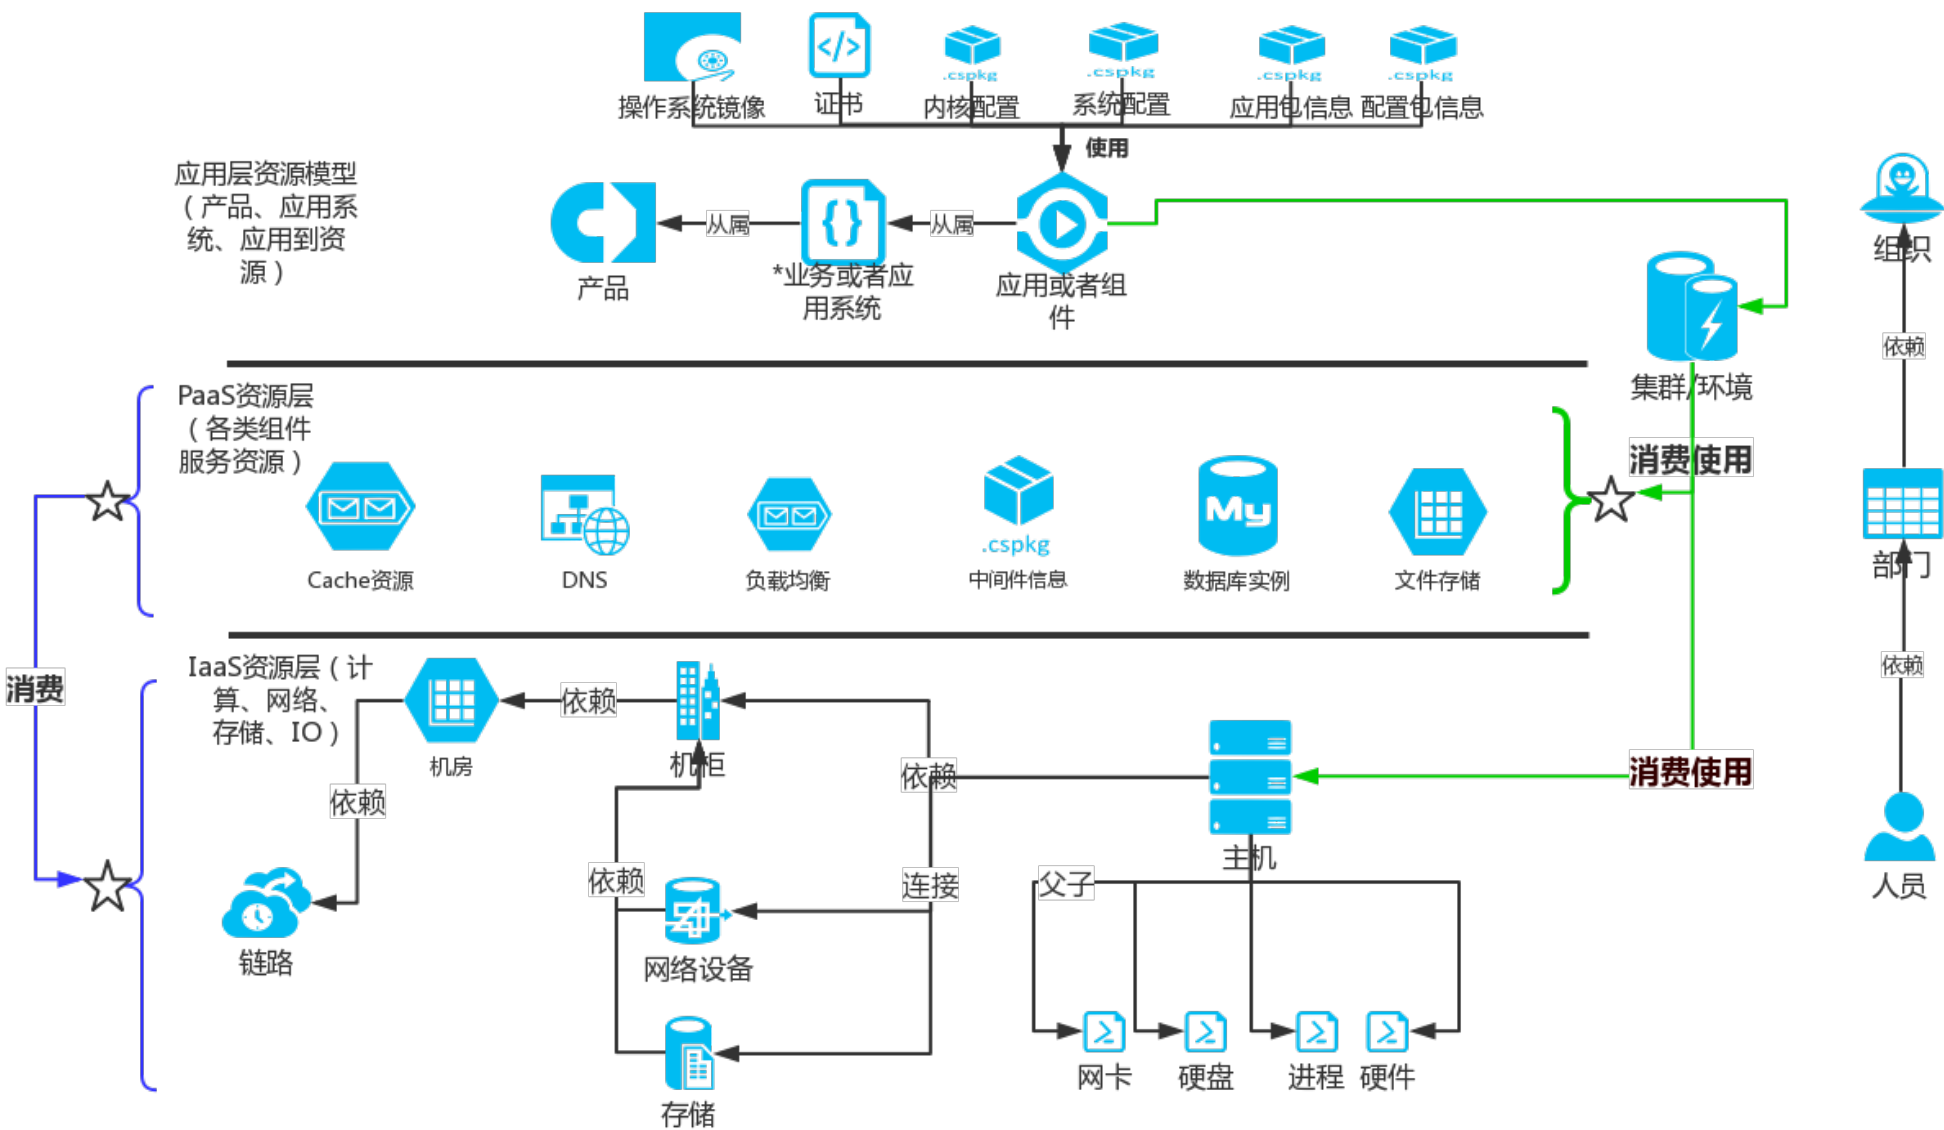 .cspkg
.cspkg
.cspkg
.cspkg
操作系统镜像
证书
内核配置
系统配置
应用包信息
配置包信息
使用
应用层资源模型
（产品、应用系
统、应用到资
源）
从属
从属
产品
*业务或者应
用系统
应用或者组
件
组织
集群/环境
依赖
PaaS资源层
（各类组件
服务资源）
消费使用
My
.cspkg
Cache资源
DNS
负载均衡
中间件信息
数据库实例
文件存储
部门
依赖
消费
IaaS资源层（计
算、网络、
存储、IO）
依赖
机房
机柜
依赖
依赖
消费使用
主机
人员
依赖
连接
父子
链路
网络设备
网卡
硬盘
进程
硬件
存储